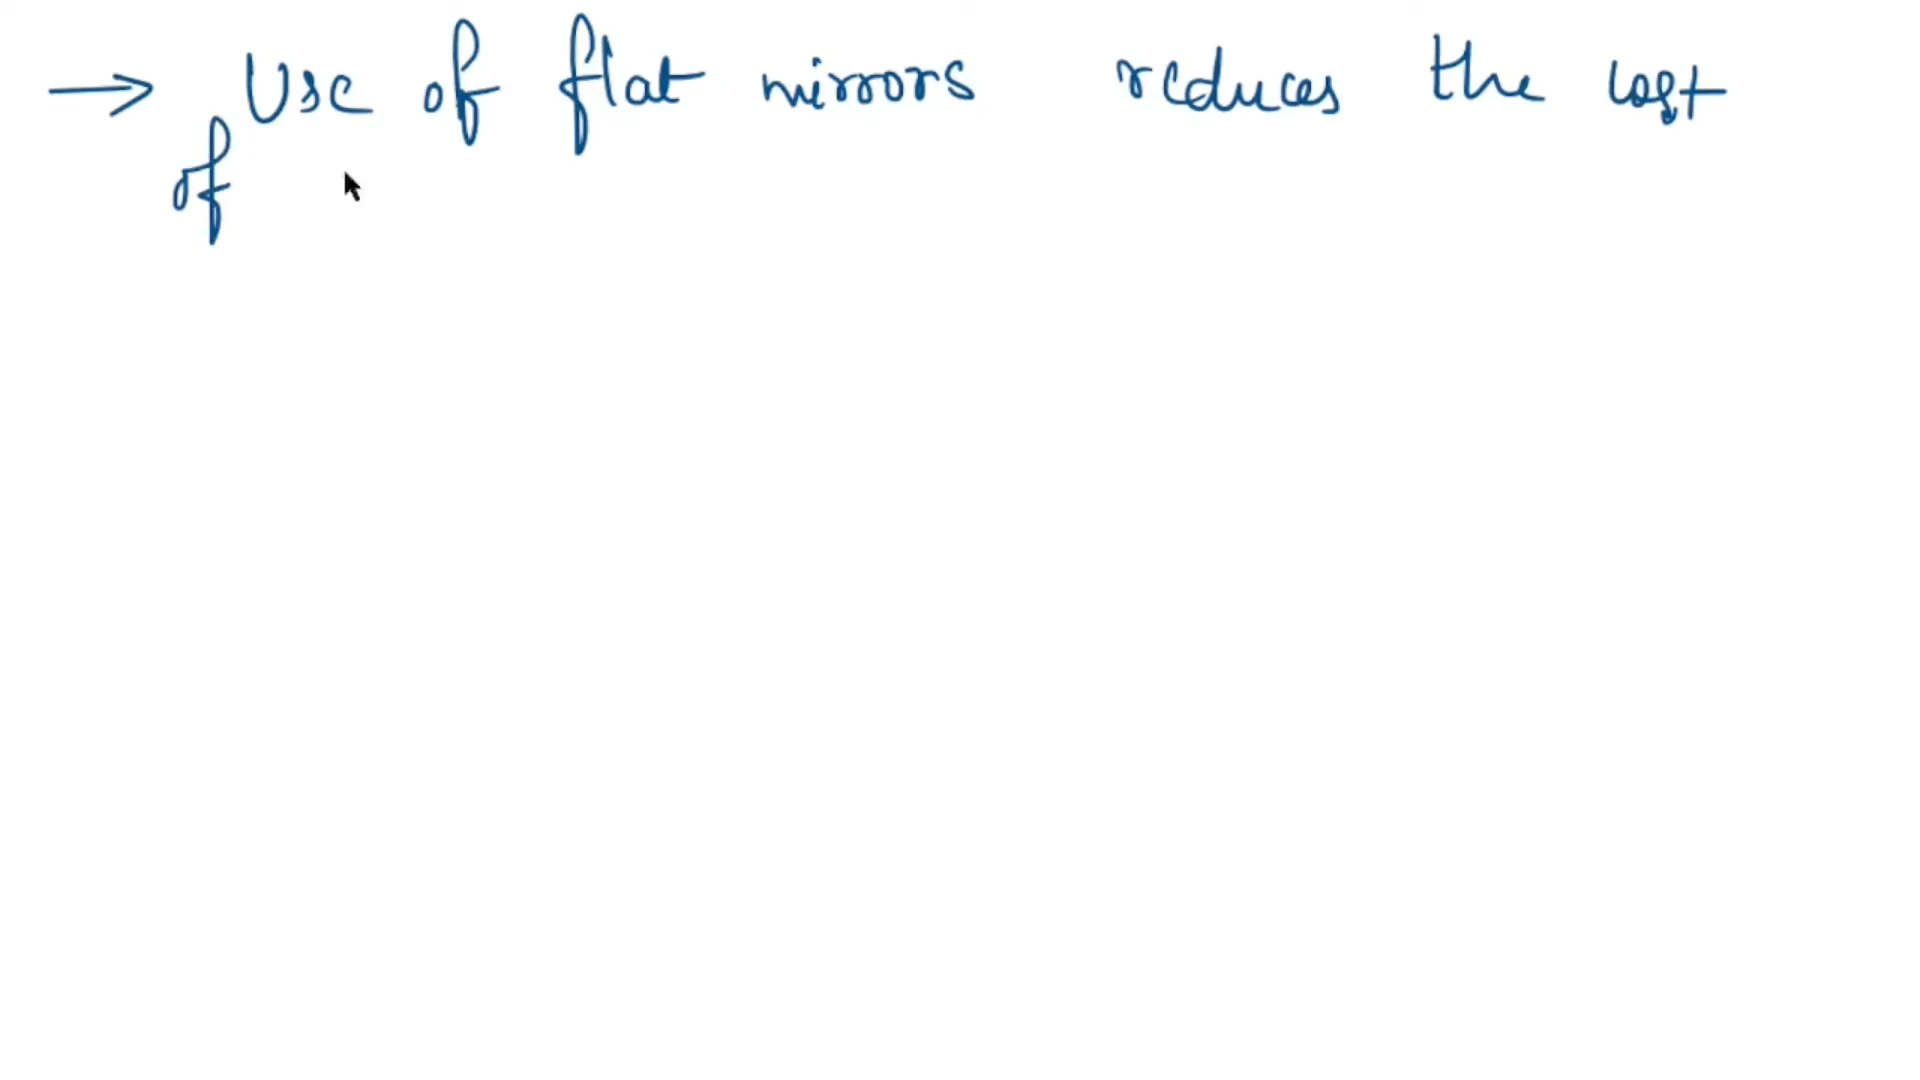 → Use of flat mirrors reduces the cost
of